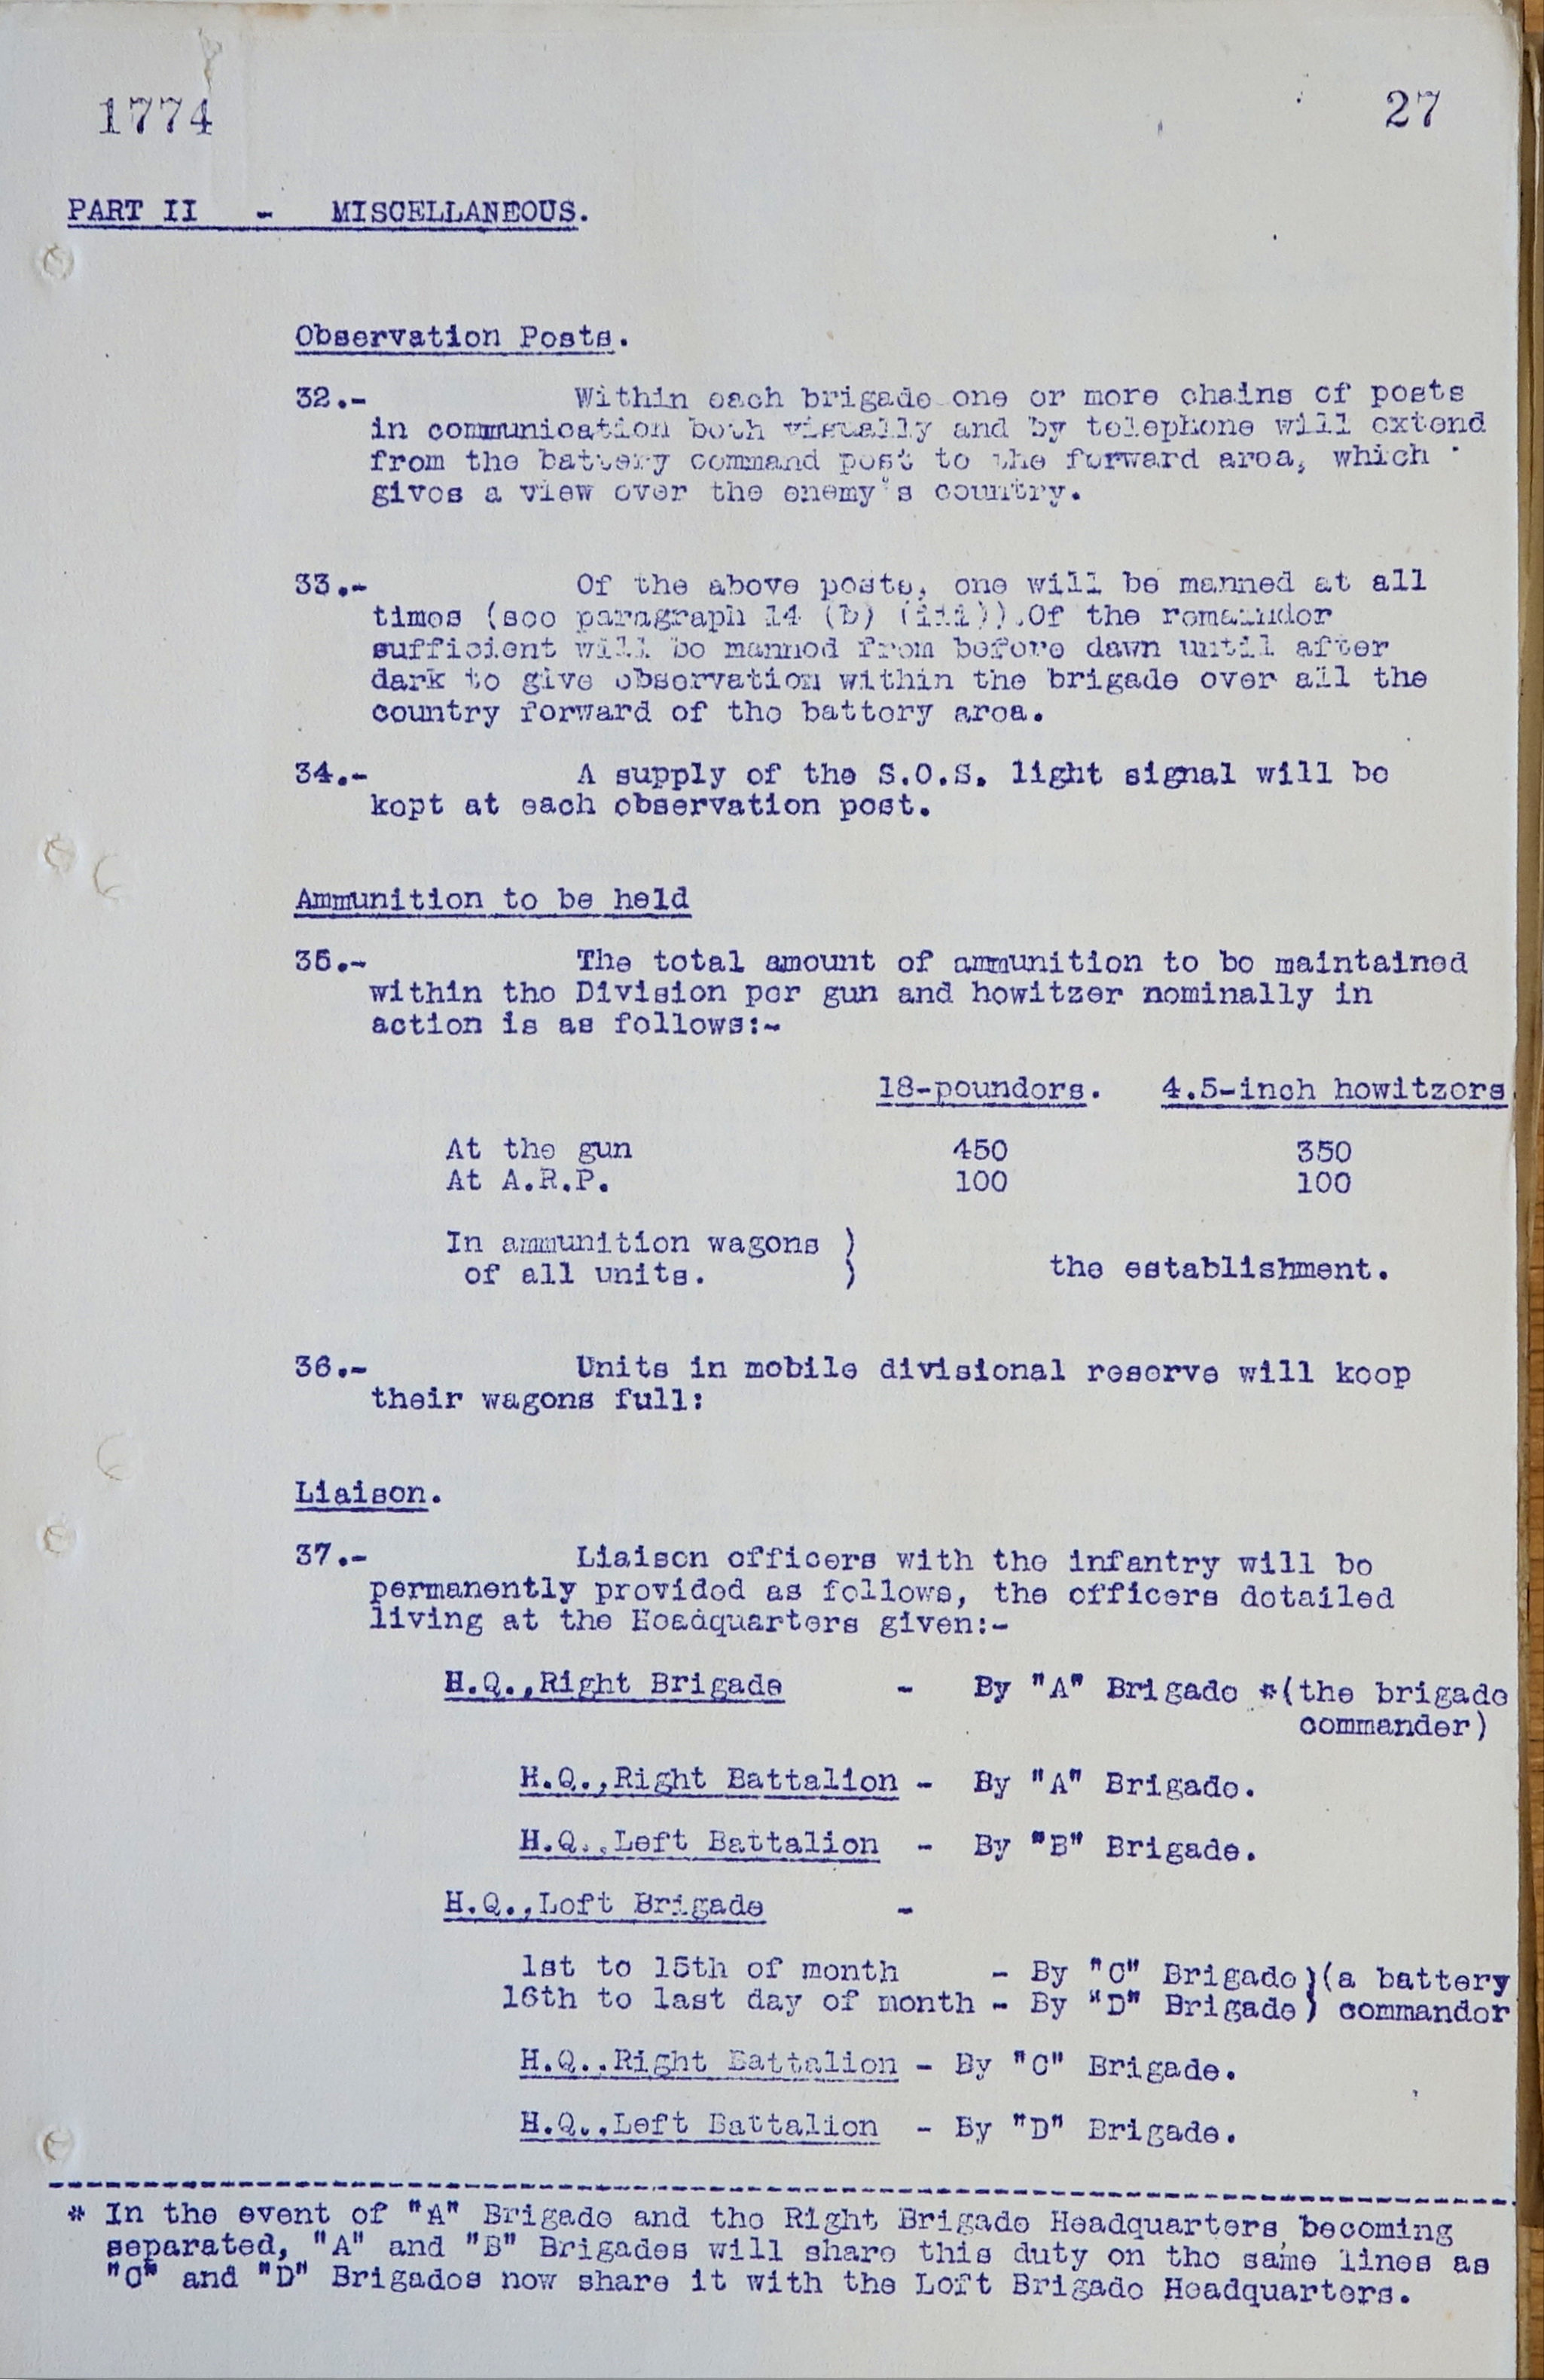 1774
27
PART II - MISCELLANEOUS.
Observation Posts.
32.- Within each brigade one or more chains of posts
in communication both visually and by telephone will extend
from the battery command post to the forward area, which
gives a view over the enemy's country.
33.- Of the above posts, one will be manned at all
times (see paragraph 14 (b) (iii)).Of the remainder
sufficient will be manned from before dawn until after
dark to give observation within the brigade over all the
country forward of the battery area.
34.- A supply of the S.O.S. light signal will be
kept at each observation post.
Ammunition to be held
35.- The total amount of ammunition to be maintained
within the Division per gun and howitzer nominally in
action is as follows:-
18-pounders. 4.5-inch howitzers
At the gun 450 350
At A.R.P. 100 100
In ammunition wagons )
of all units. ) the establishment.
36.- Units in mobile divisional reserve will keep
their wagons full:
Liaison.
37.- Liaison officers with the infantry will be
permanently provided as follows, the officers detailed
living at the Headquarters given:-
H.Q.,Right Brigade - By "A" Brigade *(the brigade
commander)
H.Q.,Right Battalion - By "A" Brigade.
H.Q.,Left Battalion - By "B" Brigade.
H.Q.,Left Brigade -
1st to 15th of month - By "C" Brigade)(a battery
16th to last day of month - By "D" Brigade) commander
H.Q.,Right Battalion - By "C" Brigade.
H.Q.,Left Battalion - By "D" Brigade.
* In the event of "A" Brigade and the Right Brigade Headquarters becoming
separated, "A" and "B" Brigades will share this duty on the same lines as
"C" and "D" Brigades now share it with the Left Brigade Headquarters.